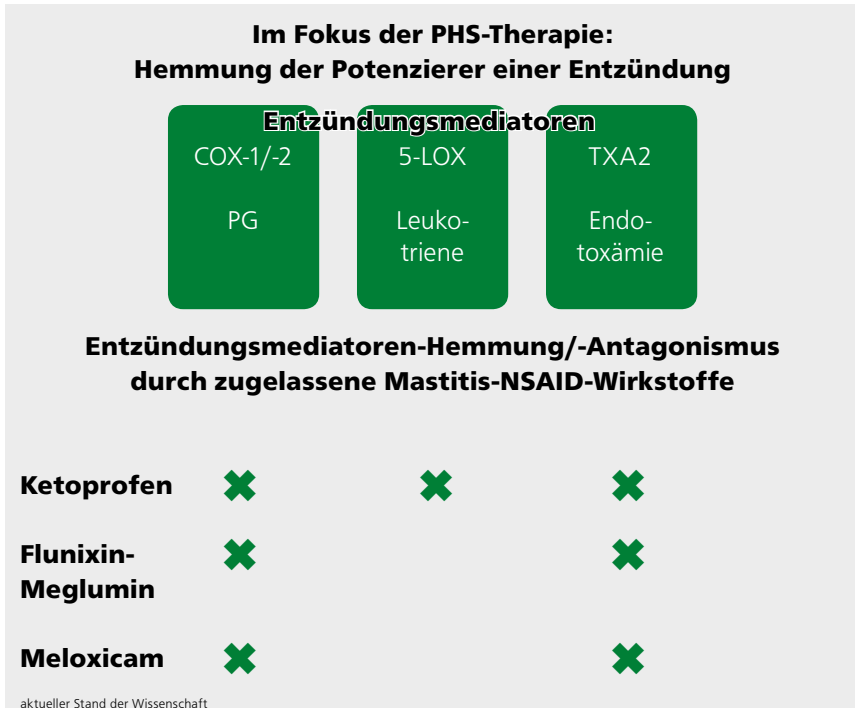 Im Fokus der PHS-Therapie:
Hemmung der Potenzierer einer Entzündung
Entzündungsmediatoren
COX-1/-2
PG
5-LOX
Leuko-
triene
TXA2
Endo-
toxämie
Entzündungsmediatoren-Hemmung/-Antagonismus
durch zugelassene Mastitis-NSAID-Wirkstoffe
Ketoprofen ✖ ✖ ✖
Flunixin- ✖ ✖
Meglumin
Meloxicam ✖ ✖
aktueller Stand der Wissenschaft